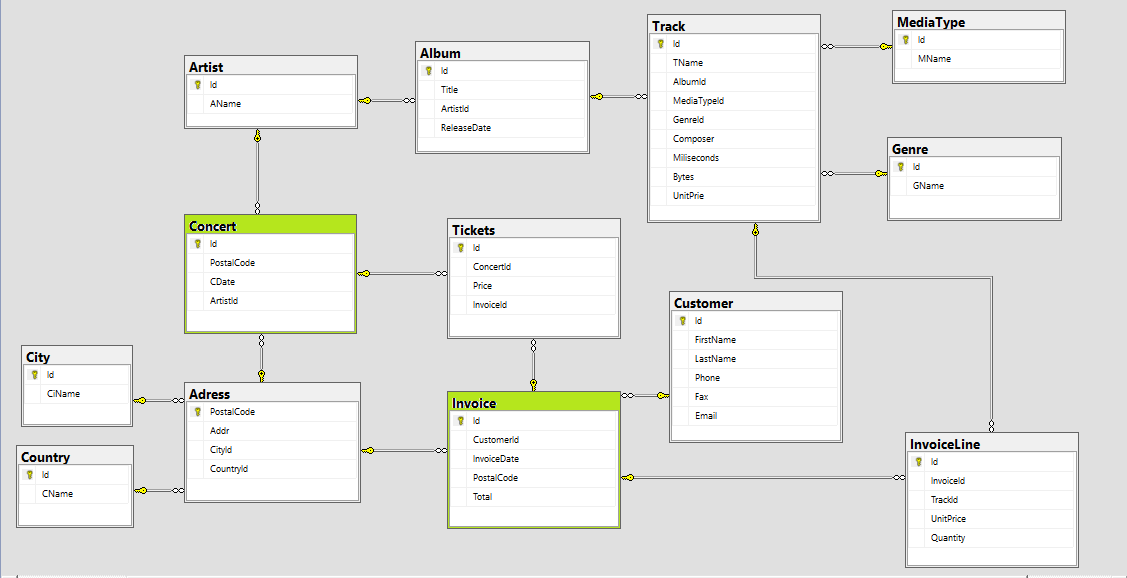 Artist
Id
AName
Album
Id
Title
ArtistId
ReleaseDate
Track
Id
TName
AlbumId
MediaTypeId
GenreId
Composer
Miliseconds
Bytes
UnitPrie
MediaType
Id
MName
Genre
Id
GName
Concert
Id
PostalCode
CDate
ArtistId
Tickets
Id
ConcertId
Price
InvoiceId
Customer
Id
FirstName
LastName
Phone
Fax
Email
City
Id
CiName
Country
Id
CName
Adress
PostalCode
Addr
CityId
CountryId
Invoice
Id
CustomerId
InvoiceDate
PostalCode
Total
InvoiceLine
Id
InvoiceId
TrackId
UnitPrice
Quantity